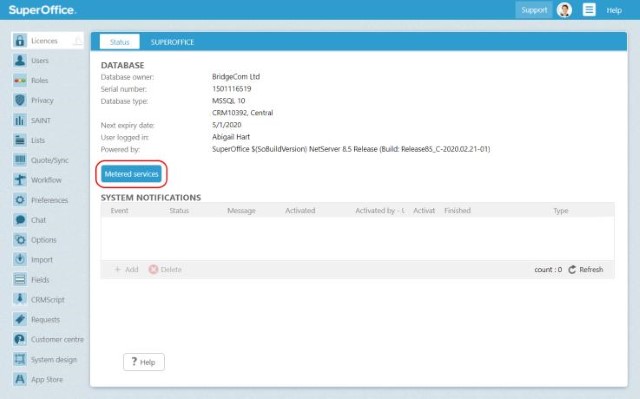 SuperOffice.
Support
Help
Licences
Users
Roles
Privacy
SAINT
Lists
Quote/Sync
Workflow
Preferences
Chat
Options
Import
Fields
CRMScript
Requests
Customer centre
System design
App Store
Status SUPEROFFICE
DATABASE
Database owner: BridgeCom Ltd
Serial number: 1501116519
Database type: MSSQL 10
CRM10392, Central
Next expiry date: 5/1/2020
User logged in: Abigail Hart
Powered by: SuperOffice $(SoBuildVersion) NetServer 8.5 Release (Build: Release85_C-2020.02.21-01)
Metered services
SYSTEM NOTIFICATIONS
Event Status Message Activated Activated by - U Activat Finished Type
+ Add Delete count : 0 Refresh
? Help